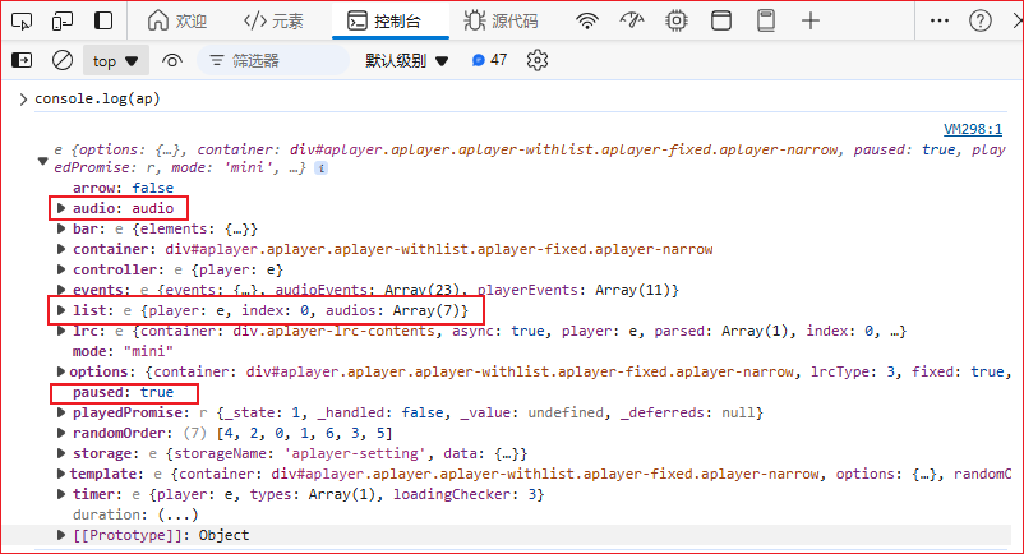 欢迎 元素 控制台 源代码
top 筛选器 默认级别 47
console.log(ap)
VM298:1
e {options: {…}, container: div#aplayer.aplayer.aplayer-withlist.aplayer-fixed.aplayer-narrow, paused: true, play
edPromise: r, mode: 'mini', …} i
arrow: false
audio: audio
bar: e {elements: {…}}
container: div#aplayer.aplayer.aplayer-withlist.aplayer-fixed.aplayer-narrow
controller: e {player: e}
events: e {events: {…}, audioEvents: Array(23), playerEvents: Array(11)}
list: e {player: e, index: 0, audios: Array(7)}
lrc: e {container: div.aplayer-lrc-contents, async: true, player: e, parsed: Array(1), index: 0, …}
mode: "mini"
options: {container: div#aplayer.aplayer.aplayer-withlist.aplayer-fixed.aplayer-narrow, lrcType: 3, fixed: true,
paused: true
playedPromise: r {_state: 1, _handled: false, _value: undefined, _deferreds: null}
randomOrder: (7) [4, 2, 0, 1, 6, 3, 5]
storage: e {storageName: 'aplayer-setting', data: {…}}
template: e {container: div#aplayer.aplayer.aplayer-withlist.aplayer-fixed.aplayer-narrow, options: {…}, randomO
timer: e {player: e, types: Array(1), loadingChecker: 3}
duration: (...)
[[Prototype]]: Object